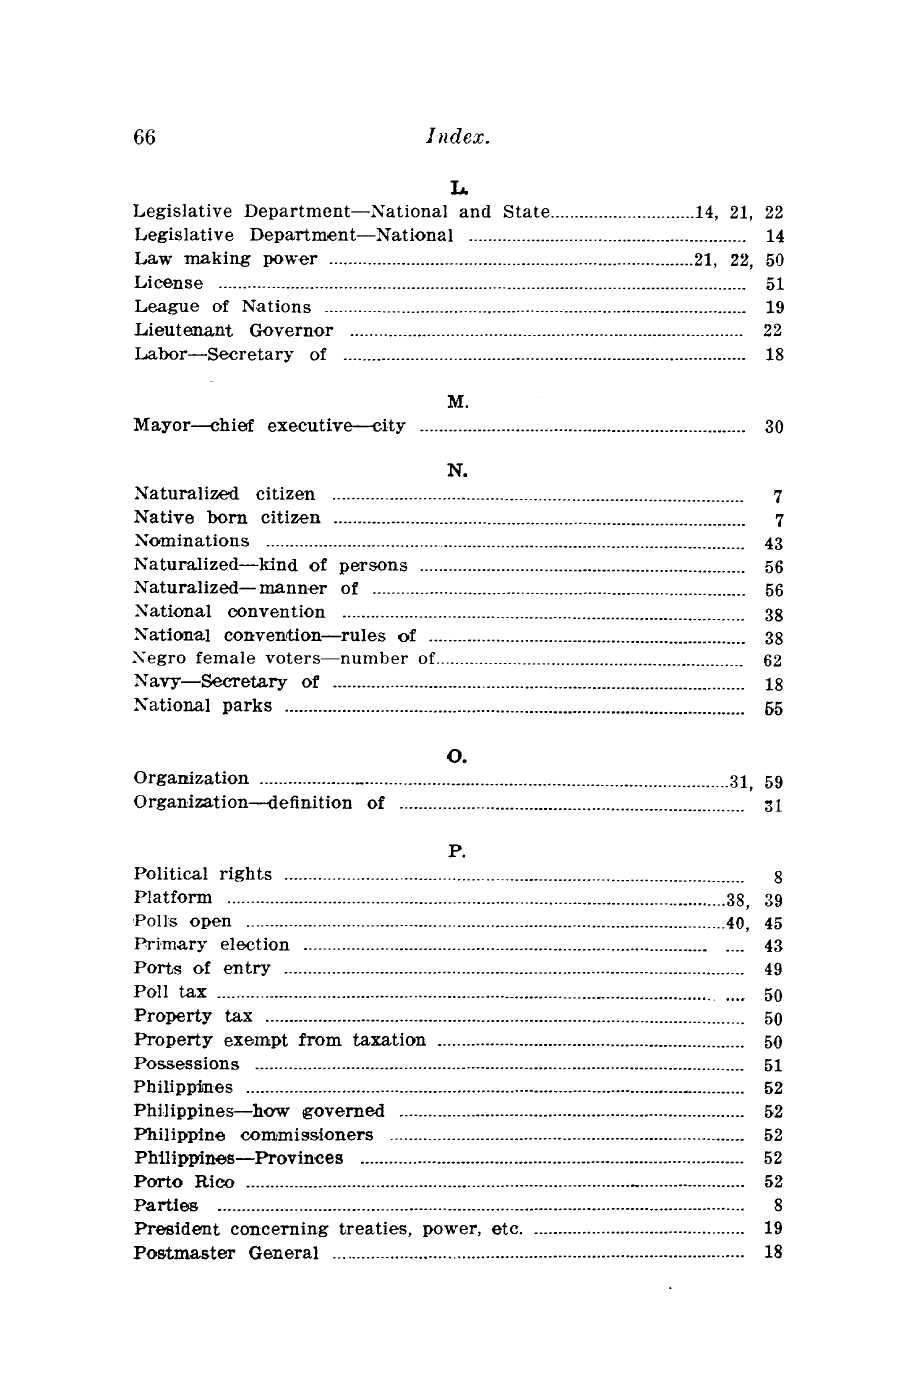 66 Index.
L.
Legislative Department—National and State.............................14, 21, 22
Legislative Department—National .......................................................... 14
Law making power ............................................................................21, 22, 50
License .............................................................................................................. 51
League of Nations ........................................................................................ 19
Lieutenant Governor .................................................................................. 22
Labor—Secretary of .................................................................................... 18
M.
Mayor—chief executive—city .................................................................... 30
N.
Naturalized citizen ...................................................................................... 7
Native born citizen ...................................................................................... 7
Nominations .................................................................................................... 43
Naturalized—kind of persons .................................................................... 56
Naturalized—manner of .............................................................................. 56
National convention .................................................................................... 38
National convention—rules of .................................................................. 38
Negro female voters—number of................................................................ 62
Navy—Secretary of ...................................................................................... 18
National parks ................................................................................................ 55
O.
Organization ..................................................................................................31, 59
Organization—definition of ........................................................................ 31
P.
Political rights ................................................................................................ 8
Platform ........................................................................................................38, 39
Polls open ....................................................................................................40, 45
Primary election .................................................................................... .... 43
Ports of entry ................................................................................................ 49
Poll tax ...................................................................................................... .... 50
Property tax .................................................................................................... 50
Property exempt from taxation ................................................................ 50
Possessions ...................................................................................................... 51
Philippines ........................................................................................................ 52
Philippines—how governed ........................................................................ 52
Philippine commissioners .......................................................................... 52
Philippines—Provinces ................................................................................ 52
Porto Rico ........................................................................................................ 52
Parties .............................................................................................................. 8
President concerning treaties, power, etc. ............................................ 19
Postmaster General ...................................................................................... 18